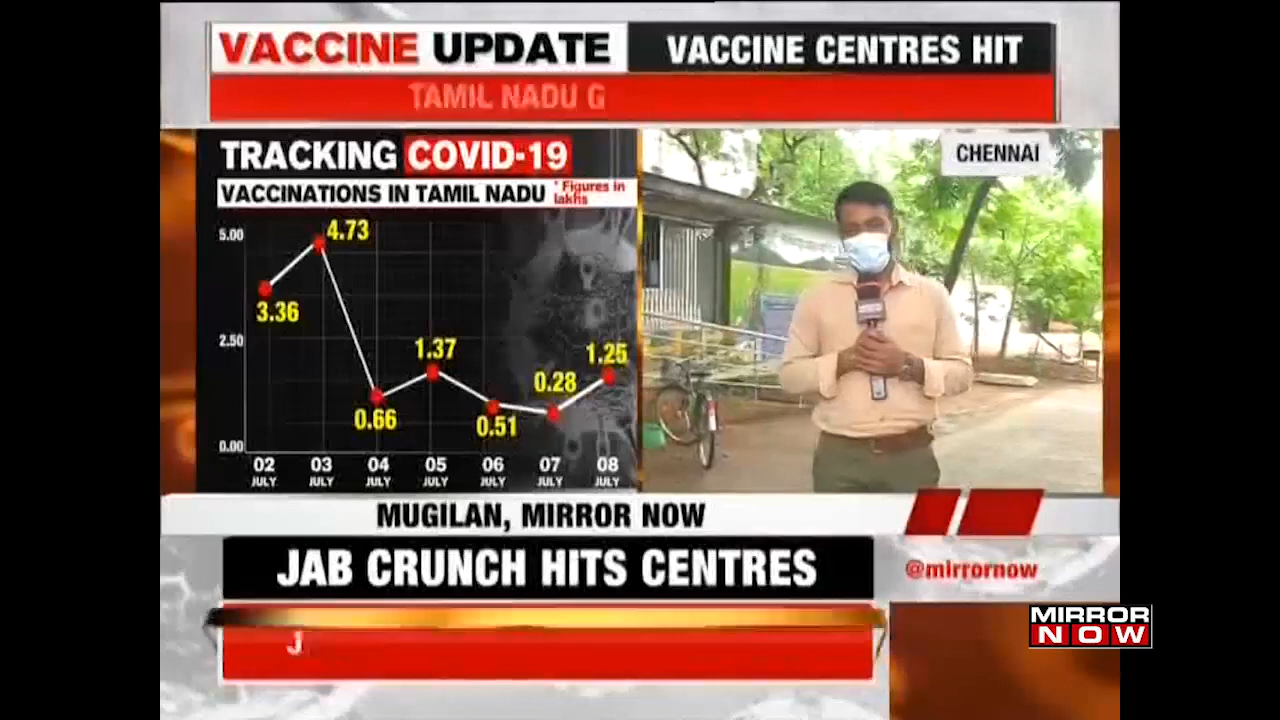 VACCINE UPDATE
VACCINE CENTRES HIT
TAMIL NADU G
TRACKING COVID-19
VACCINATIONS IN TAMIL NADU
* Figures in
lakhs
CHENNAI
5.00
2.50
0.00
3.36
4.73
0.66
1.37
0.51
0.28
1.25
02 03 04 05 06 07 08
JULY JULY JULY JULY JULY JULY JULY
MUGILAN, MIRROR NOW
JAB CRUNCH HITS CENTRES
@mirrornow
J
MIRROR
NOW